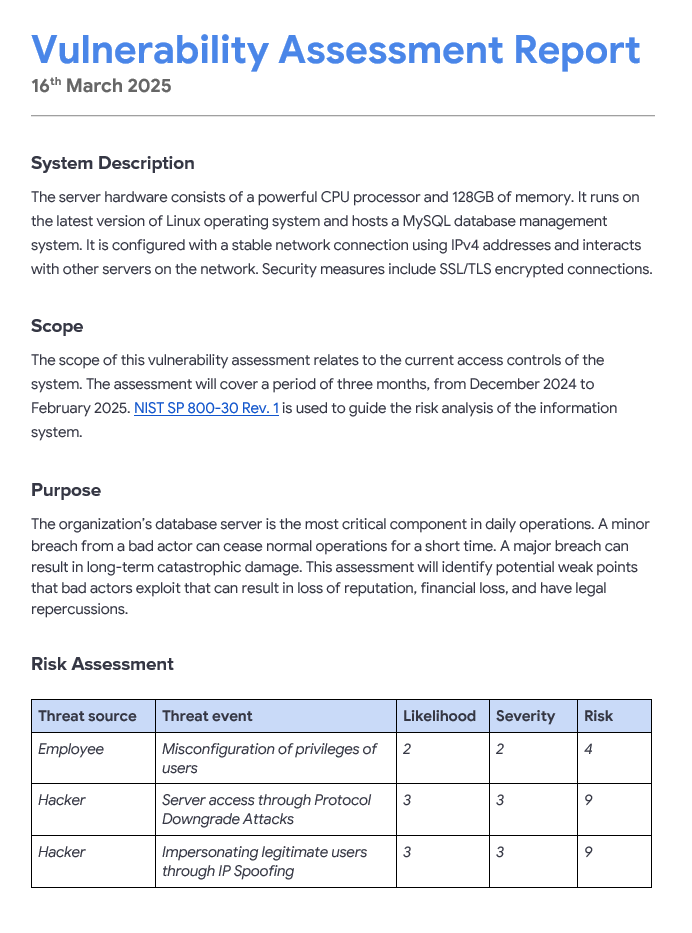 Vulnerability Assessment Report
16th March 2025
System Description
The server hardware consists of a powerful CPU processor and 128GB of memory. It runs on
the latest version of Linux operating system and hosts a MySQL database management
system. It is configured with a stable network connection using IPv4 addresses and interacts
with other servers on the network. Security measures include SSL/TLS encrypted connections.
Scope
The scope of this vulnerability assessment relates to the current access controls of the
system. The assessment will cover a period of three months, from December 2024 to
February 2025. NIST SP 800-30 Rev. 1 is used to guide the risk analysis of the information
system.
Purpose
The organization’s database server is the most critical component in daily operations. A minor
breach from a bad actor can cease normal operations for a short time. A major breach can
result in long-term catastrophic damage. This assessment will identify potential weak points
that bad actors exploit that can result in loss of reputation, financial loss, and have legal
repercussions.
Risk Assessment
Threat source Threat event Likelihood Severity Risk
Employee Misconfiguration of privileges of 2 2 4
users
Hacker Server access through Protocol 3 3 9
Downgrade Attacks
Hacker Impersonating legitimate users 3 3 9
through IP Spoofing